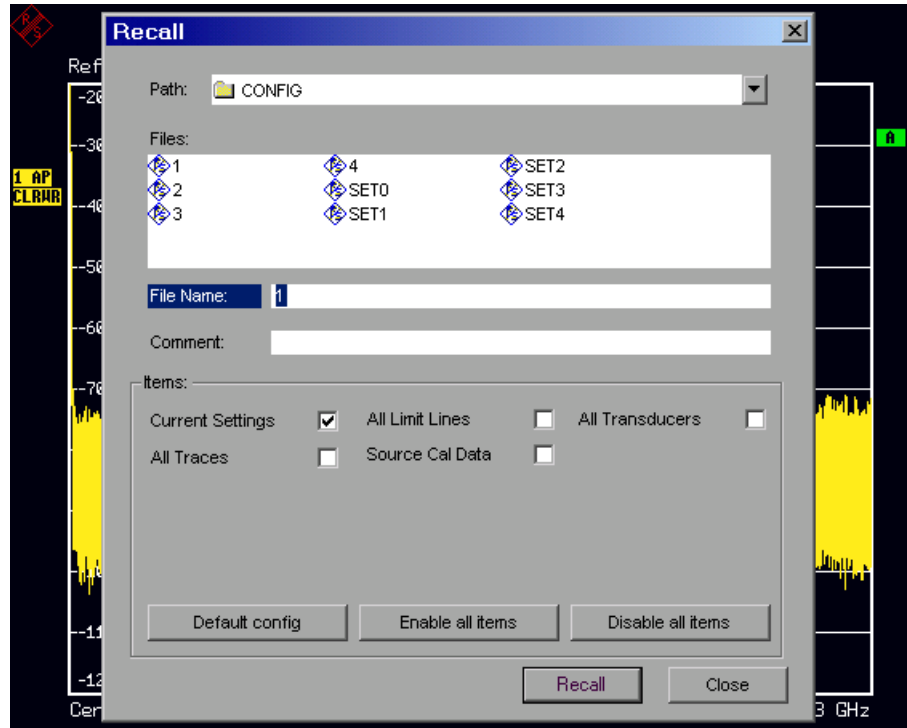 R S
Recall
Ref
Path: CONFIG
-20
Files:
-30
1 4 SET2
A
1 AP
2 SET0 SET3
CLRWR
3 SET1 SET4
-40
-50
File Name: 1
-60
Comment:
Items:
-70
Current Settings All Limit Lines All Transducers
All Traces Source Cal Data
Default config Enable all items Disable all items
-11
-12
Recall Close
Cer 3 GHz